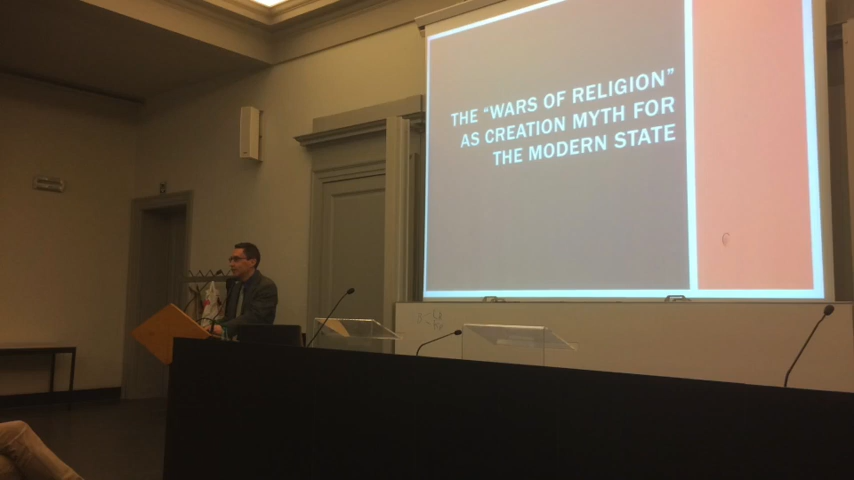 THE “WARS OF RELIGION”
AS CREATION MYTH FOR
THE MODERN STATE